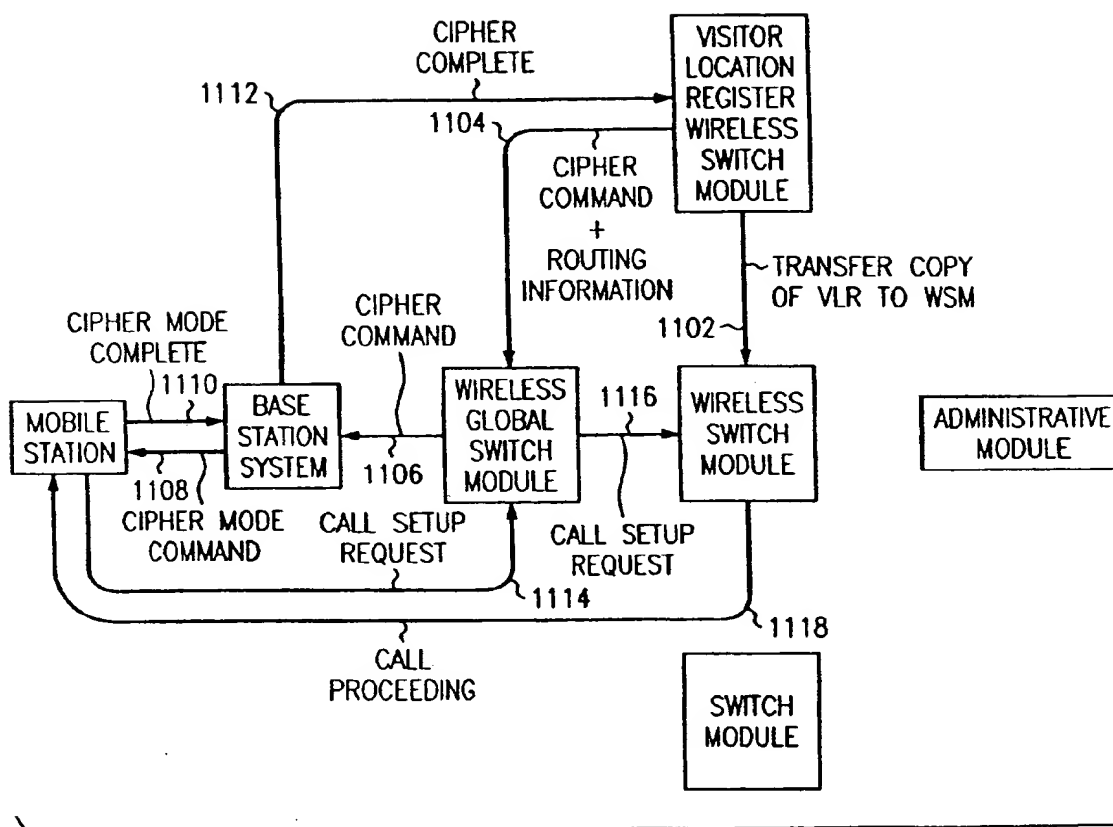 CIPHER
COMPLETE
1112
VISITOR
LOCATION
REGISTER
WIRELESS
SWITCH
MODULE
1104
CIPHER
COMMAND
+
ROUTING
INFORMATION
TRANSFER COPY
OF VLR TO WSM
1102
CIPHER MODE
COMPLETE
1110
CIPHER
COMMAND
MOBILE
STATION
BASE
STATION
SYSTEM
WIRELESS
GLOBAL
SWITCH
MODULE
1116
WIRELESS
SWITCH
MODULE
ADMINISTRATIVE
MODULE
1108
CIPHER MODE
COMMAND
1106
CALL SETUP
REQUEST
CALL SETUP
REQUEST
1114
1118
CALL
PROCEEDING
SWITCH
MODULE